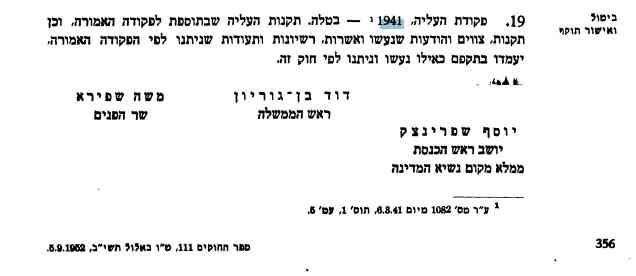 ביטול
ואישור תוקף
19. פקודת העליה, 1941 ¹ — בטלה. תקנות העליה שבתוספת לפקודה האמורה, וכן
תקנות, צווים והודעות שנעשו ואשרות, רשיונות ותעודות שניתנו לפי הפקודה האמורה,
יעמדו בתקפם כאילו נעשו וניתנו לפי חוק זה.
דוד בן־גוריון
ראש הממשלה
משה שפירא
שר הפנים
יוסף שפרינצק
יושב ראש הכנסת
ממלא מקום נשיא המדינה
¹ ע"ר מס' 1082 מיום 6.3.41, תוס' 1, עמ' 5.
356
ספר החוקים 111, ט"ו באלול תשי"ב, 5.9.1952.